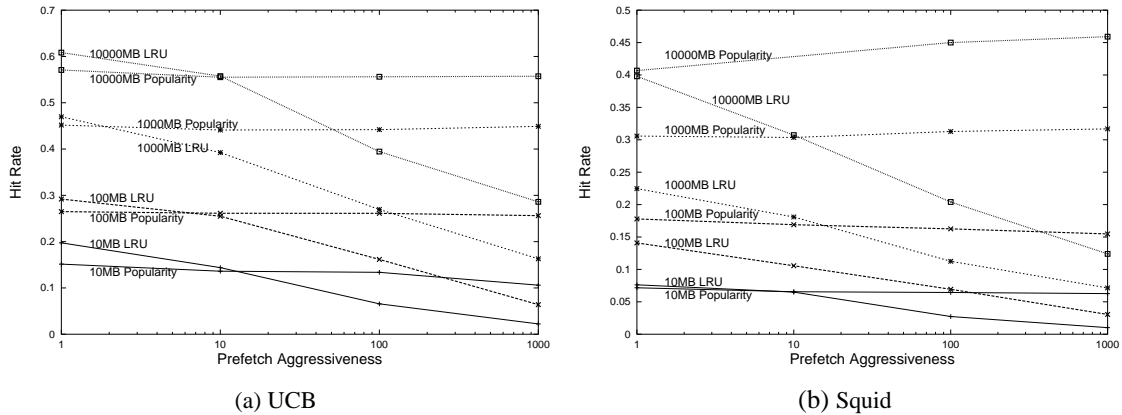 0.7
0.6
0.5
0.4
0.3
0.2
0.1
0
Hit Rate
10000MB LRU
10000MB Popularity
1000MB Popularity
1000MB LRU
100MB LRU
100MB Popularity
10MB LRU
10MB Popularity
1 10 100 1000
Prefetch Aggressiveness
(a) UCB
0.5
0.45
0.4
0.35
0.3
0.25
0.2
0.15
0.1
0.05
0
Hit Rate
10000MB Popularity
10000MB LRU
1000MB Popularity
1000MB LRU
100MB Popularity
100MB LRU
10MB LRU
10MB Popularity
1 10 100 1000
Prefetch Aggressiveness
(b) Squid